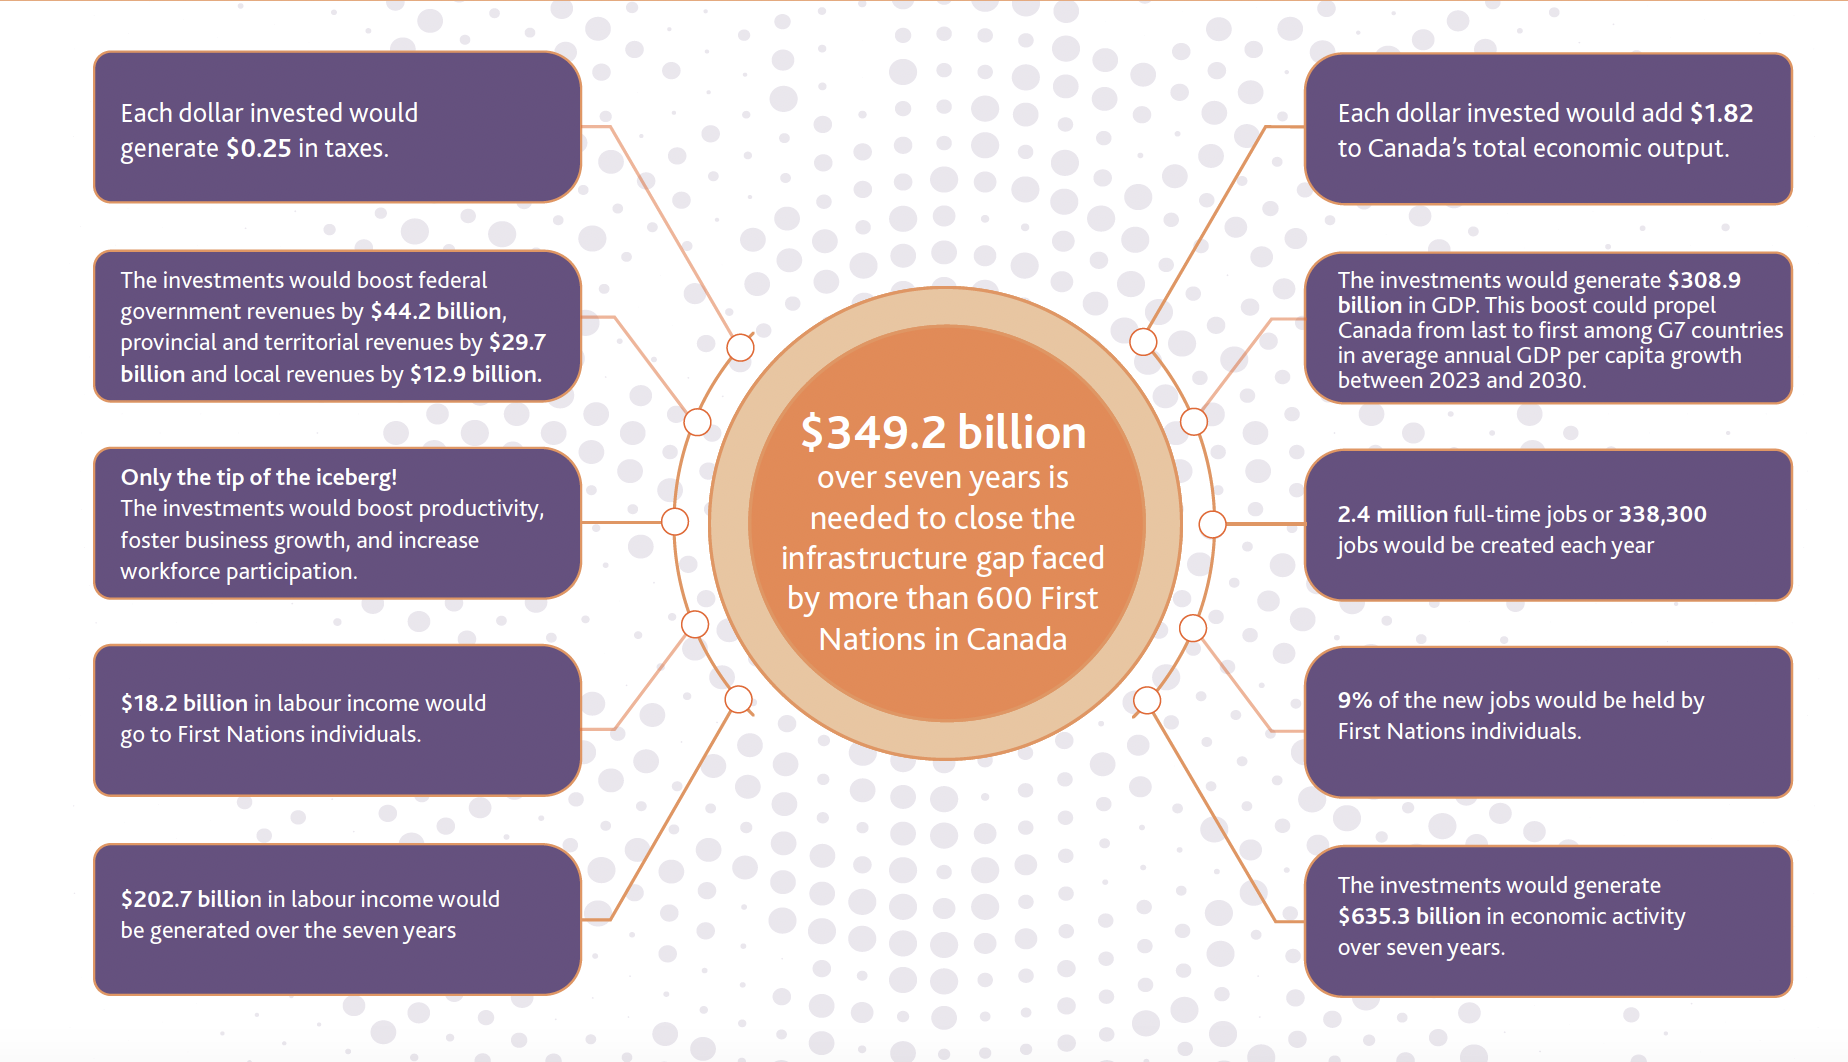 Each dollar invested would
generate $0.25 in taxes.
The investments would boost federal
government revenues by $44.2 billion,
provincial and territorial revenues by $29.7
billion and local revenues by $12.9 billion.
Only the tip of the iceberg!
The investments would boost productivity,
foster business growth, and increase
workforce participation.
$18.2 billion in labour income would
go to First Nations individuals.
$202.7 billion in labour income would
be generated over the seven years
$349.2 billion
over seven years is
needed to close the
infrastructure gap faced
by more than 600 First
Nations in Canada
Each dollar invested would add $1.82
to Canada’s total economic output.
The investments would generate $308.9
billion in GDP. This boost could propel
Canada from last to first among G7 countries
in average annual GDP per capita growth
between 2023 and 2030.
2.4 million full-time jobs or 338,300
jobs would be created each year
9% of the new jobs would be held by
First Nations individuals.
The investments would generate
$635.3 billion in economic activity
over seven years.